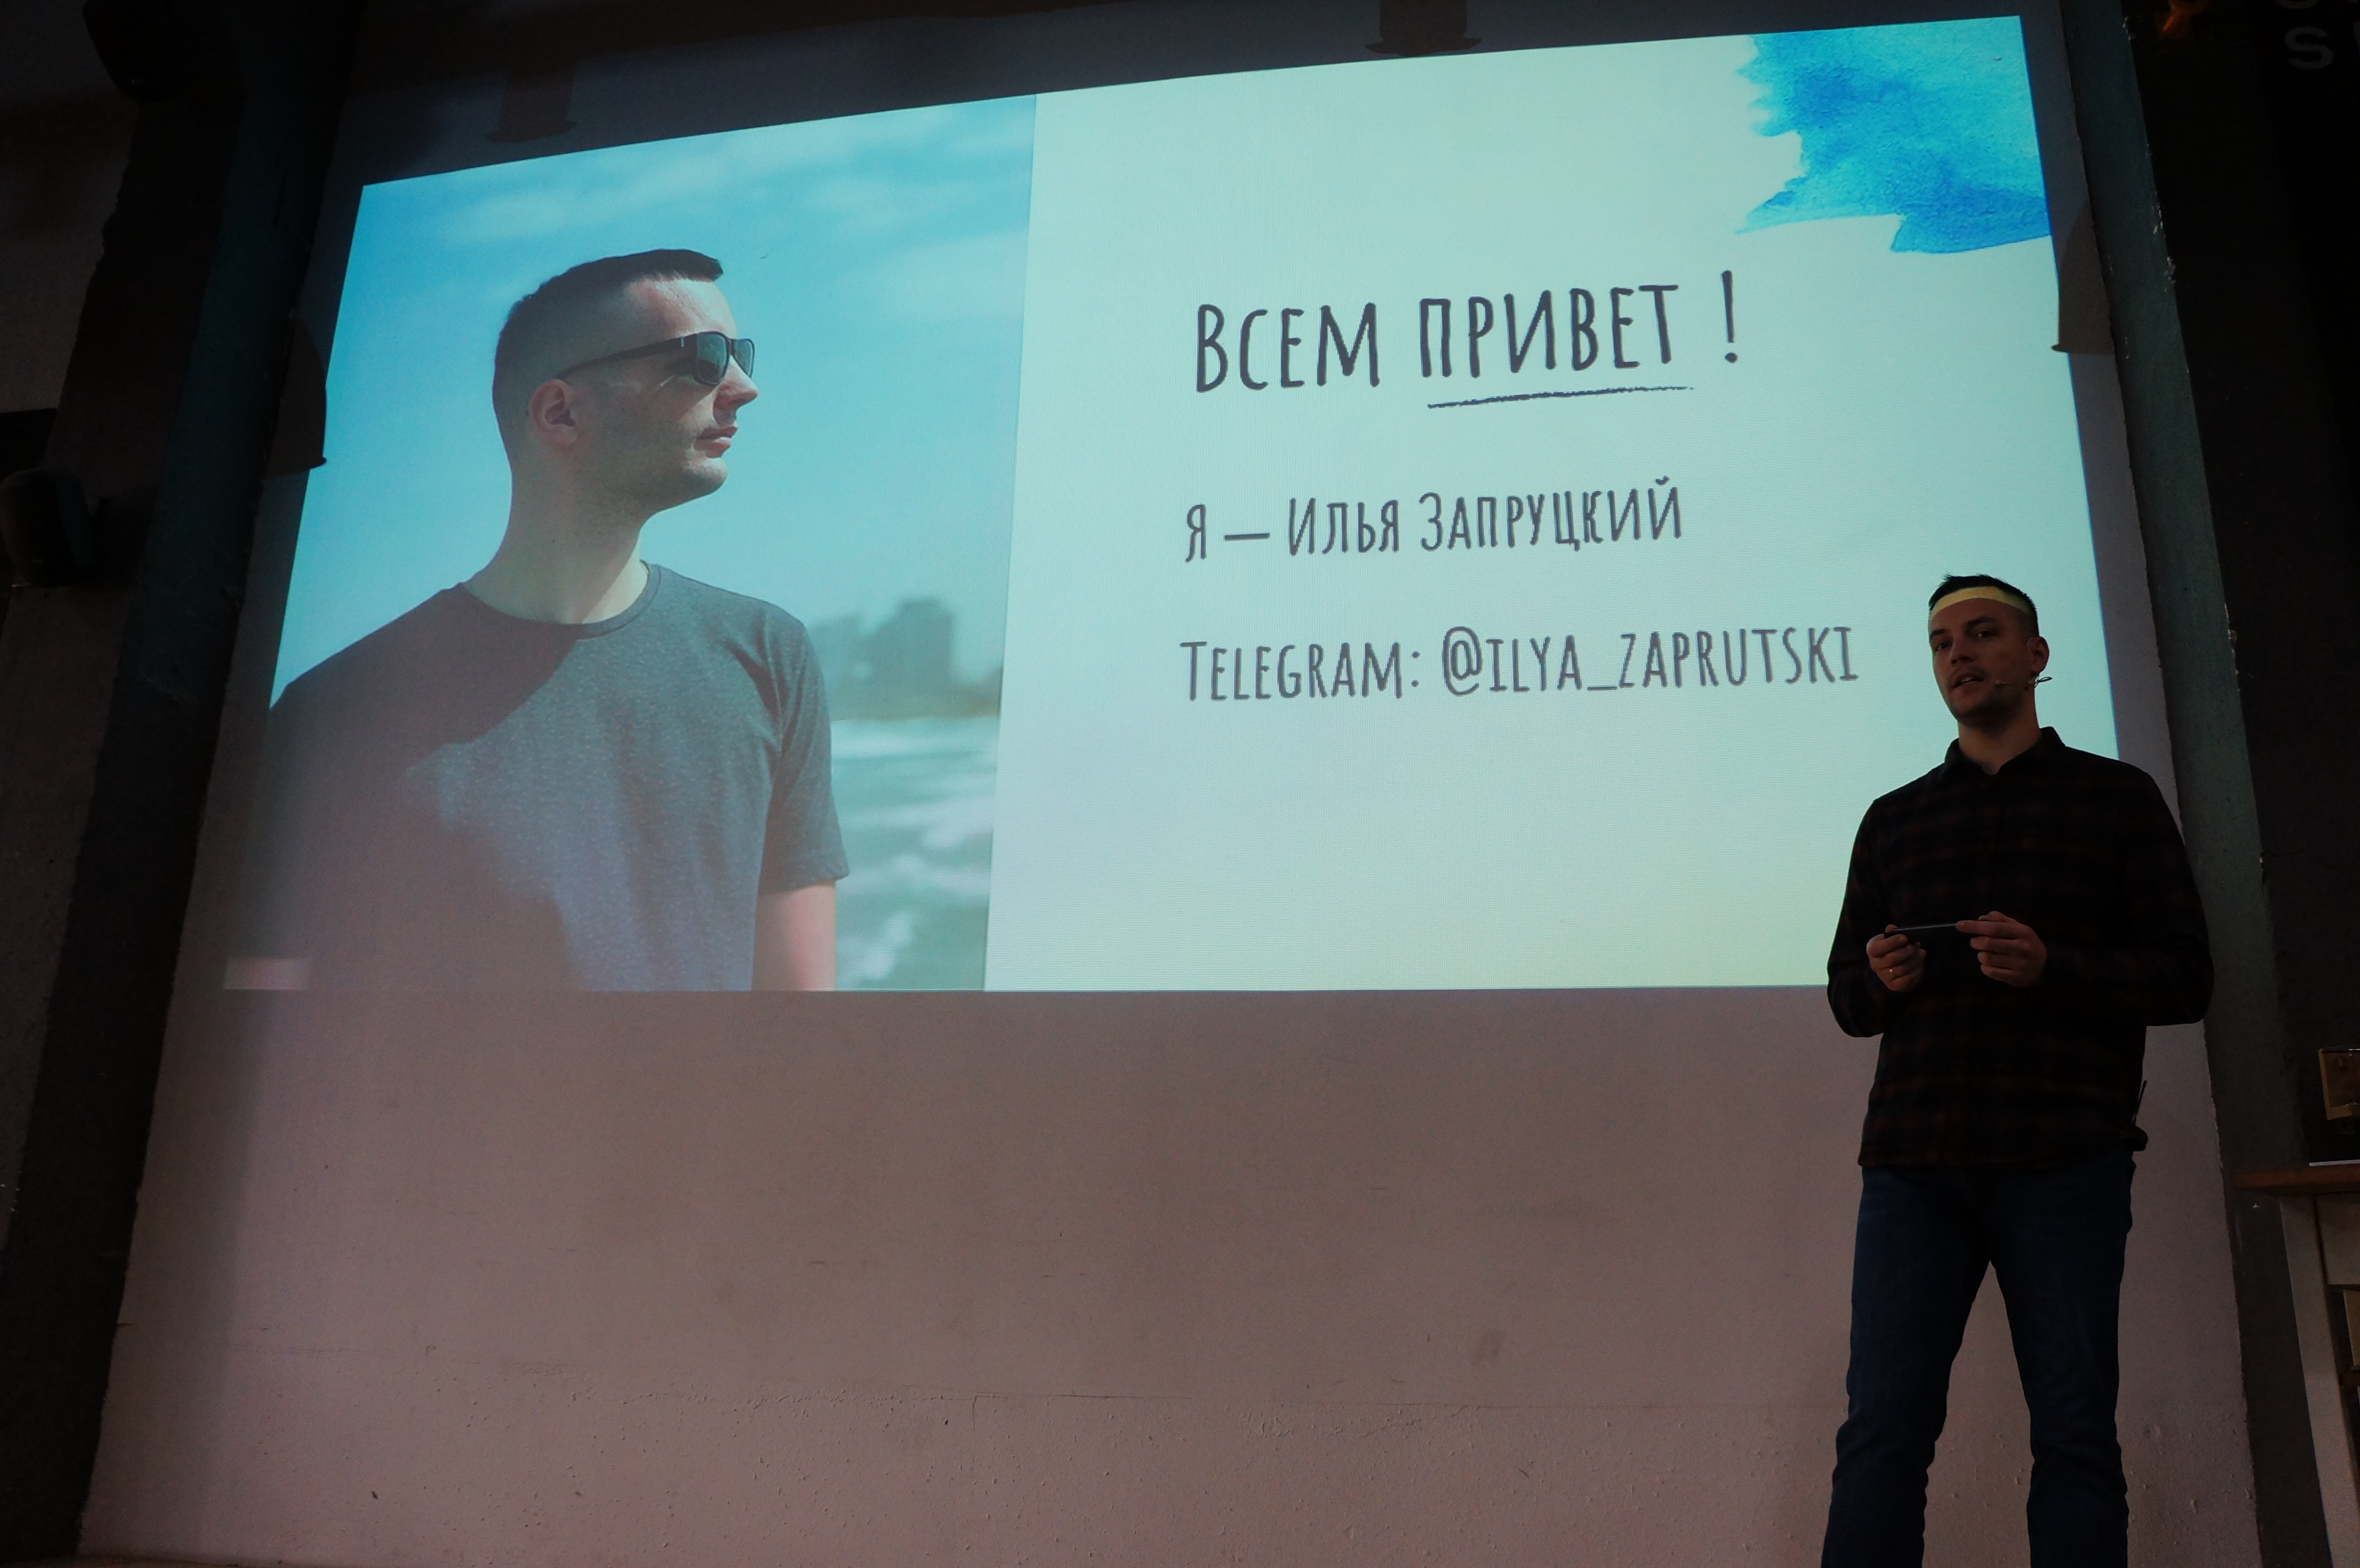 Всем привет !
Я — Илья Запруцкий
Telegram: @ilya_zaprutski